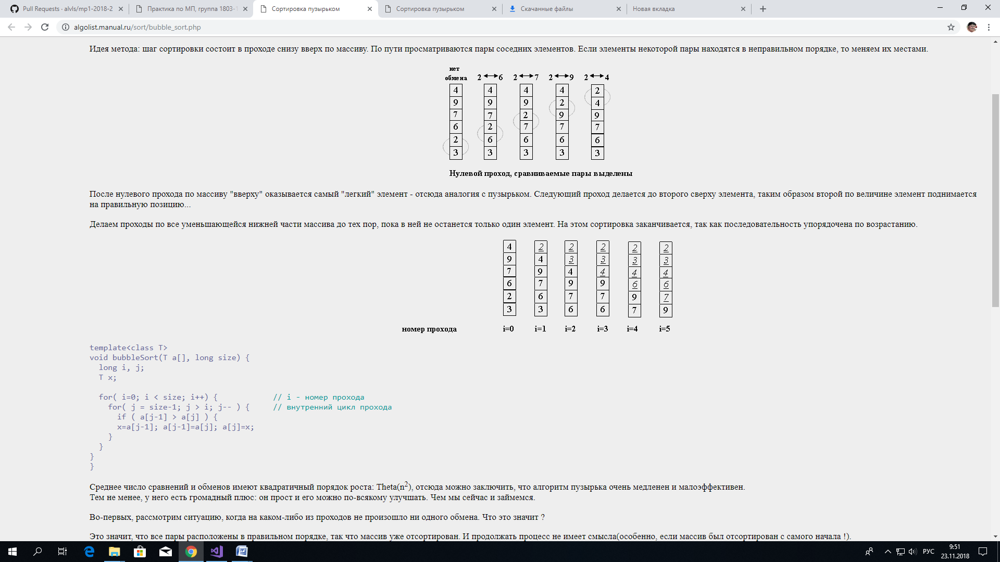 Pull Requests · alvls/mp1-2018-2
Практика по МП, группа 1803-1
Сортировка пузырьком
Сортировка пузырьком
Скачанные файлы
Новая вкладка
algolist.manual.ru/sort/bubble_sort.php
Идея метода: шаг сортировки состоит в проходе снизу вверх по массиву. По пути просматриваются пары соседних элементов. Если элементы некоторой пары находятся в неправильном порядке, то меняем их местами.
нет
обмена 2 6 2 7 2 9 2 4
4 4 4 4 2
9 9 9 2 4
7 7 2 9 9
6 2 7 7 7
2 6 6 6 6
3 3 3 3 3
Нулевой проход, сравниваемые пары выделены
После нулевого прохода по массиву "вверху" оказывается самый "легкий" элемент - отсюда аналогия с пузырьком. Следующий проход делается до второго сверху элемента, таким образом второй по величине элемент поднимается
на правильную позицию...
Делаем проходы по все уменьшающейся нижней части массива до тех пор, пока в ней не останется только один элемент. На этом сортировка заканчивается, так как последовательность упорядочена по возрастанию.
4 2 2 2 2 2
9 4 3 3 3 3
7 9 4 4 4 4
6 7 9 9 6 6
2 6 7 7 9 7
3 3 6 6 7 9
номер прохода i=0 i=1 i=2 i=3 i=4 i=5
template<class T>
void bubbleSort(T a[], long size) {
long i, j;
T x;
for( i=0; i < size; i++) { // i - номер прохода
for( j = size-1; j > i; j-- ) { // внутренний цикл прохода
if ( a[j-1] > a[j] ) {
x=a[j-1]; a[j-1]=a[j]; a[j]=x;
}
}
}
}
Среднее число сравнений и обменов имеют квадратичный порядок роста: Theta(n2), отсюда можно заключить, что алгоритм пузырька очень медленен и малоэффективен.
Тем не менее, у него есть громадный плюс: он прост и его можно по-всякому улучшать. Чем мы сейчас и займемся.
Во-первых, рассмотрим ситуацию, когда на каком-либо из проходов не произошло ни одного обмена. Что это значит ?
Это значит, что все пары расположены в правильном порядке, так что массив уже отсортирован. И продолжать процесс не имеет смысла(особенно, если массив был отсортирован с самого начала !).
РУС
9:51
23.11.2018